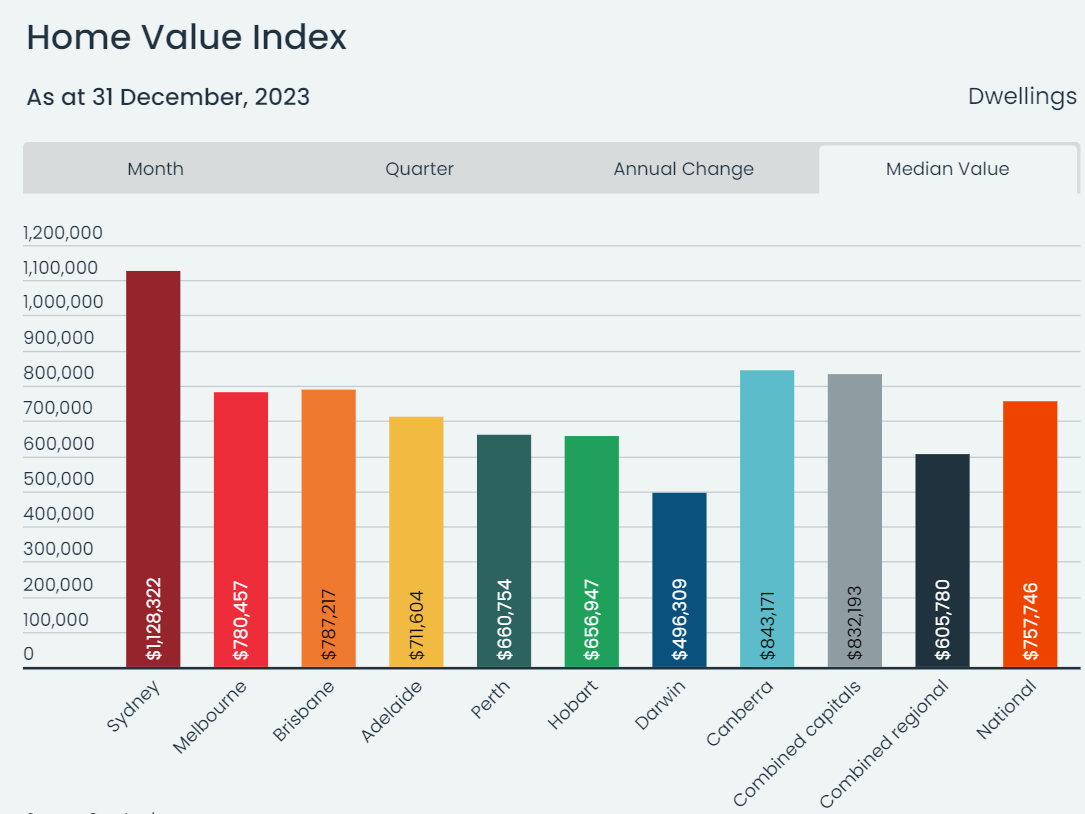 Home Value Index
As at 31 December, 2023
Dwellings
Month
Quarter
Annual Change
Median Value
1,200,000
1,100,000
1,000,000
900,000
800,000
700,000
600,000
500,000
400,000
300,000
200,000
100,000
0
$1,128,322
$780,457
$787,217
$711,604
$660,754
$656,947
$496,309
$843,171
$832,193
$605,780
$757,746
Sydney
Melbourne
Brisbane
Adelaide
Perth
Hobart
Darwin
Canberra
Combined capitals
Combined regional
National